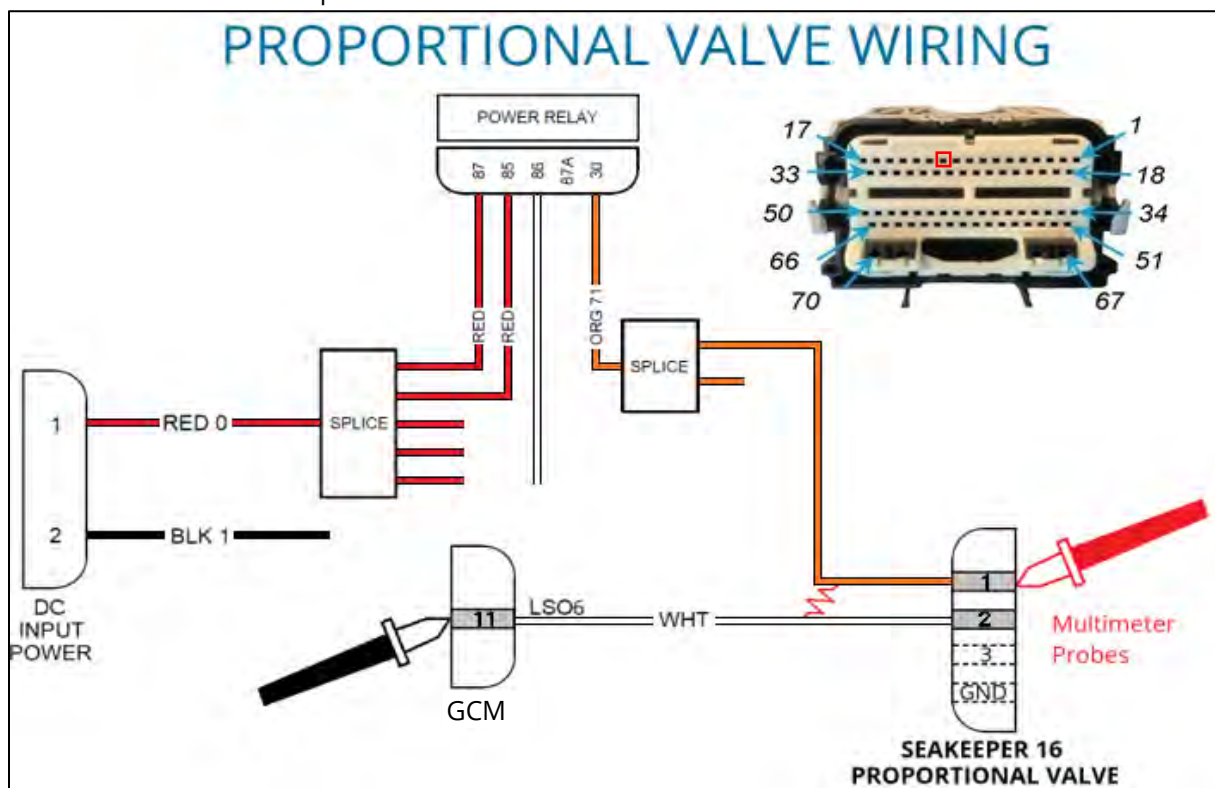 PROPORTIONAL VALVE WIRING
POWER RELAY
87
85
86
87A
30
17
1
33
18
50
34
66
51
70
67
RED
RED
ORG 71
SPLICE
SPLICE
1
RED 0
2
BLK 1
DC
INPUT
POWER
11
LSO6
WHT
GCM
1
2
3
GND
Multimeter
Probes
SEAKEEPER 16
PROPORTIONAL VALVE